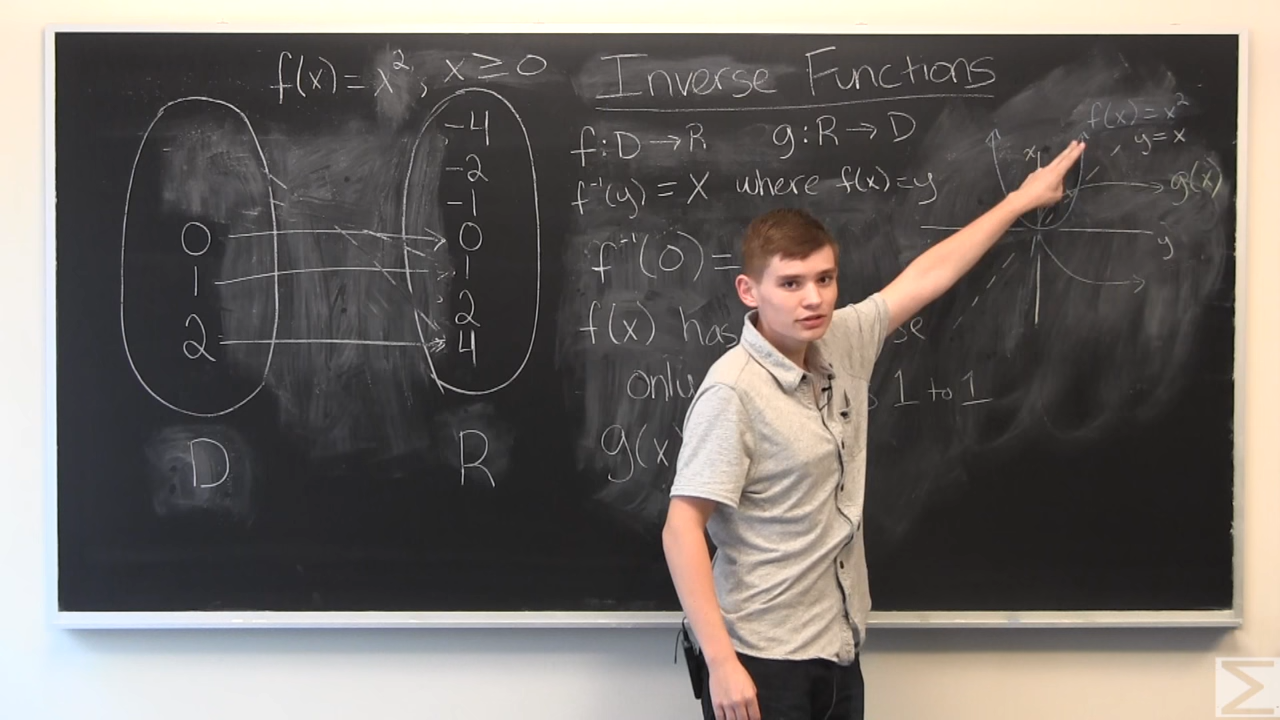 f(x) = x², x ≥ 0
-4
-2
-1
0
1
2
4
0
1
2
D
R
Inverse Functions
f: D → R g: R → D
f⁻¹(y) = x where f(x) = y
f⁻¹(0) =
f(x) has
only 1 to 1
g(x
f(x) = x²
y = x
x
g(x)
y
Σ